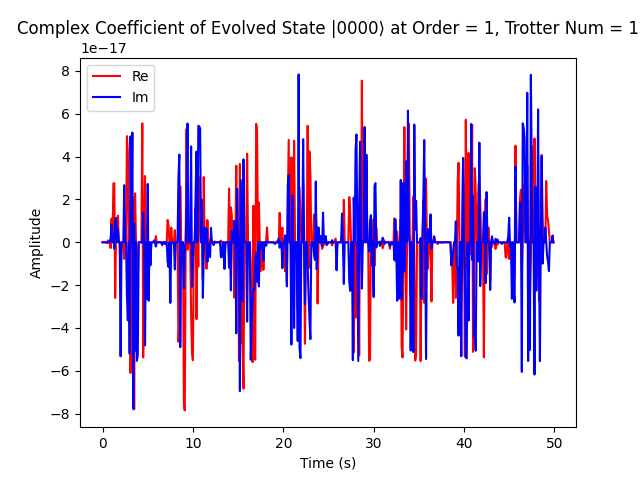 Complex Coefficient of Evolved State |0000⟩ at Order = 1, Trotter Num = 1
1e−17
Re
Im
8
6
4
2
0
−2
−4
−6
−8
Amplitude
0 10 20 30 40 50
Time (s)